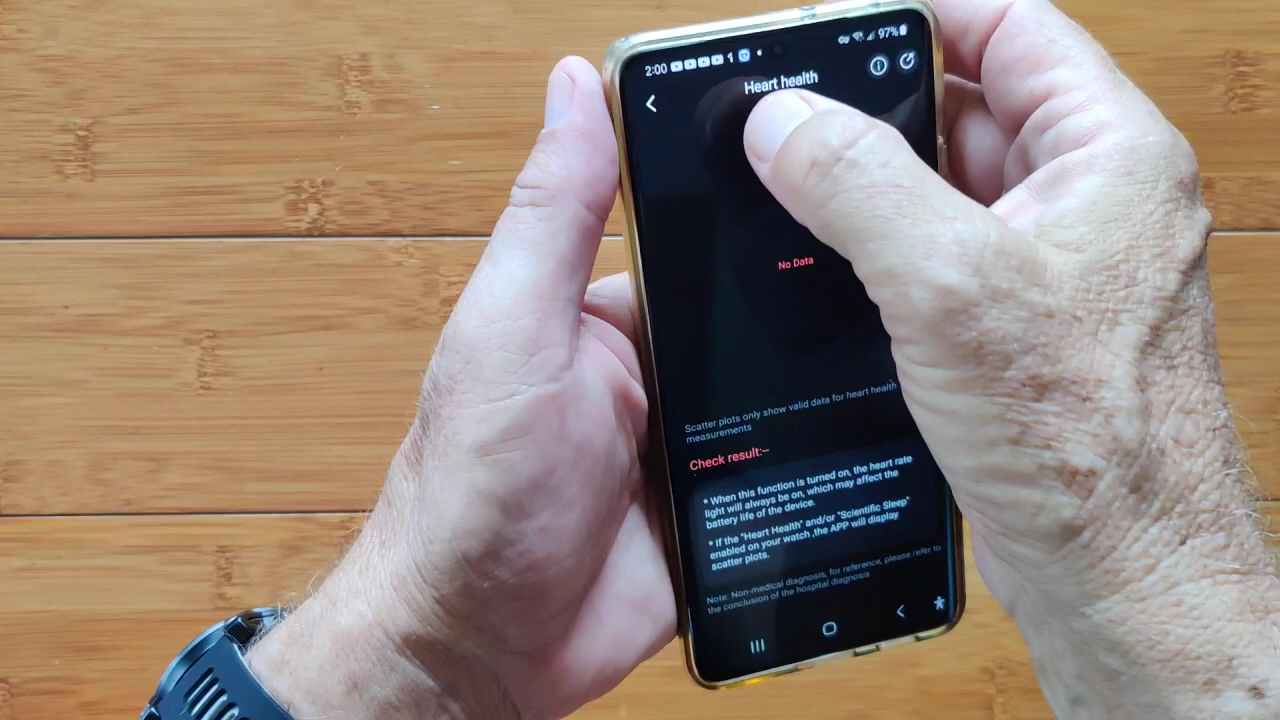 2:00
1
97%
Heart health
No Data
Scatter plots only show valid data for heart health
measurements
Check result:--
* When this function is turned on, the heart rate
light will always be on, which may affect the
battery life of the device.
* If the "Heart Health" and/or "Scientific Sleep"
enabled on your watch ,the APP will display
scatter plots.
Note: Non-medical diagnosis, for reference, please refer to
the conclusion of the hospital diagnosis